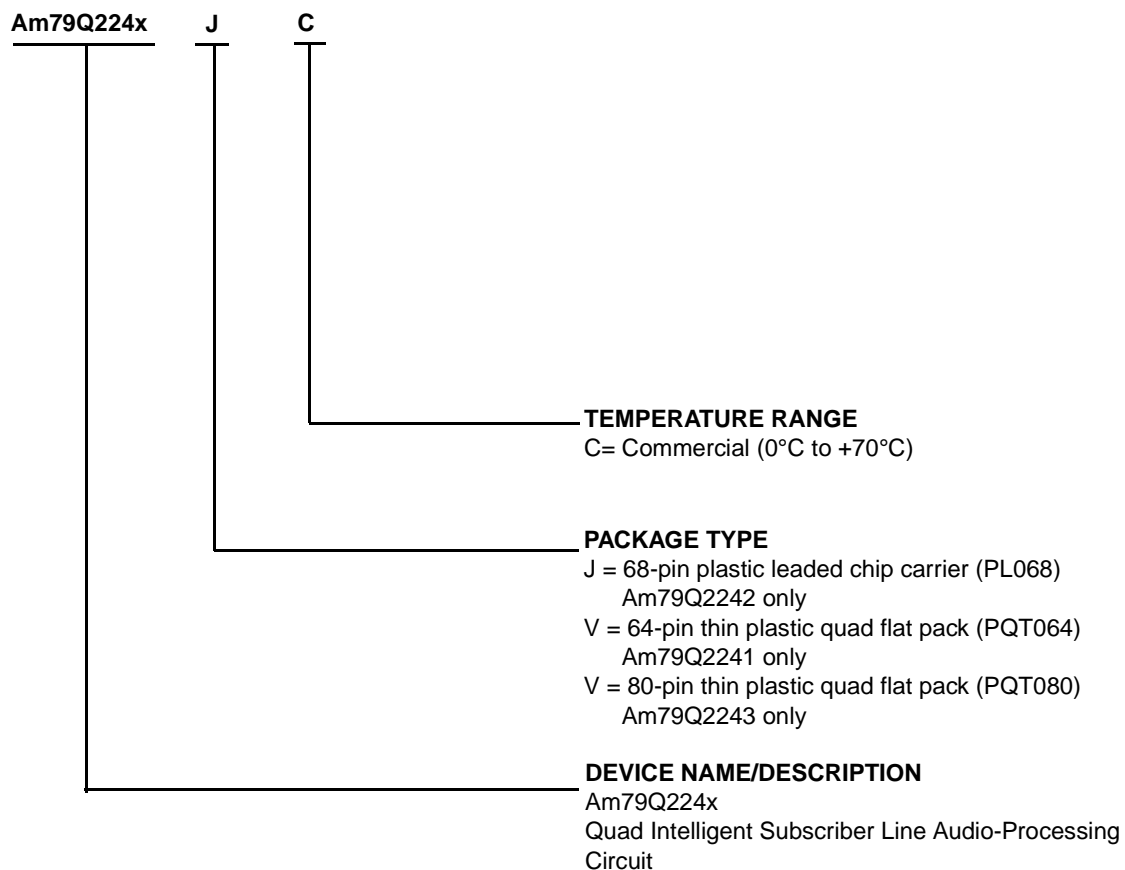 Am79Q224x J C
TEMPERATURE RANGE
C= Commercial (0°C to +70°C)
PACKAGE TYPE
J = 68-pin plastic leaded chip carrier (PL068)
Am79Q2242 only
V = 64-pin thin plastic quad flat pack (PQT064)
Am79Q2241 only
V = 80-pin thin plastic quad flat pack (PQT080)
Am79Q2243 only
DEVICE NAME/DESCRIPTION
Am79Q224x
Quad Intelligent Subscriber Line Audio-Processing
Circuit